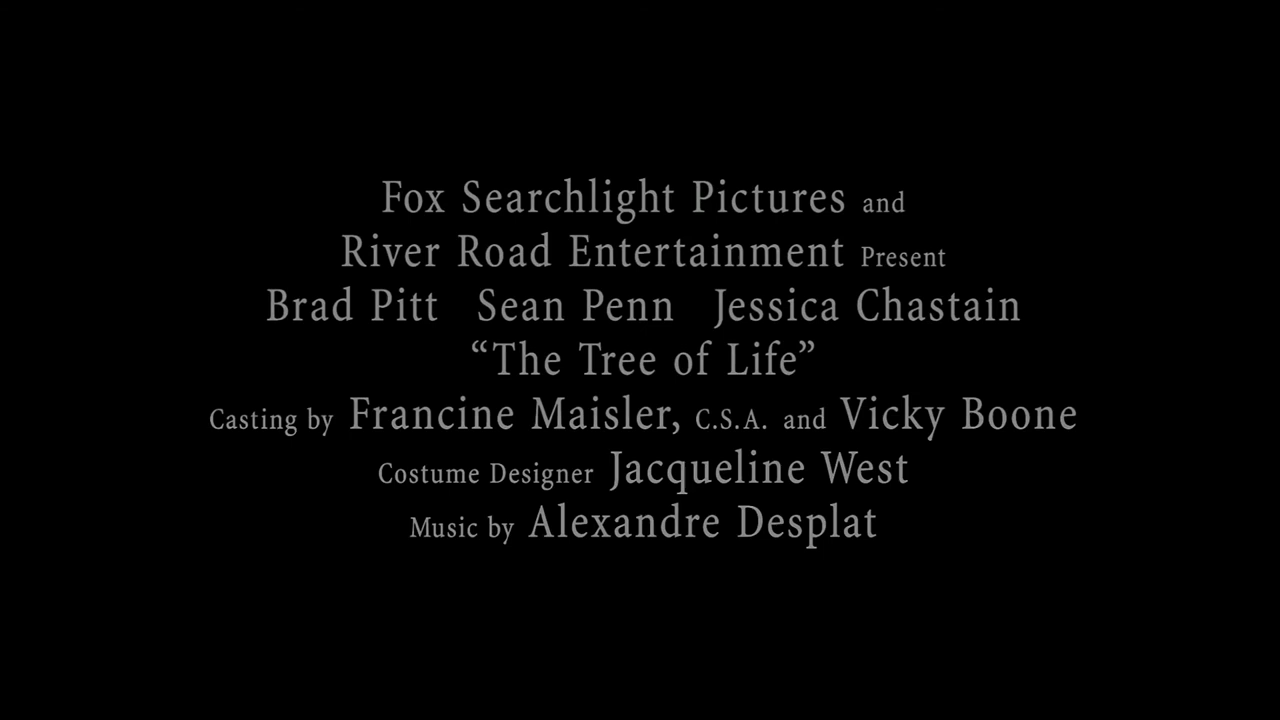 Fox Searchlight Pictures and
River Road Entertainment Present
Brad Pitt Sean Penn Jessica Chastain
“The Tree of Life”
Casting by Francine Maisler, C.S.A. and Vicky Boone
Costume Designer Jacqueline West
Music by Alexandre Desplat